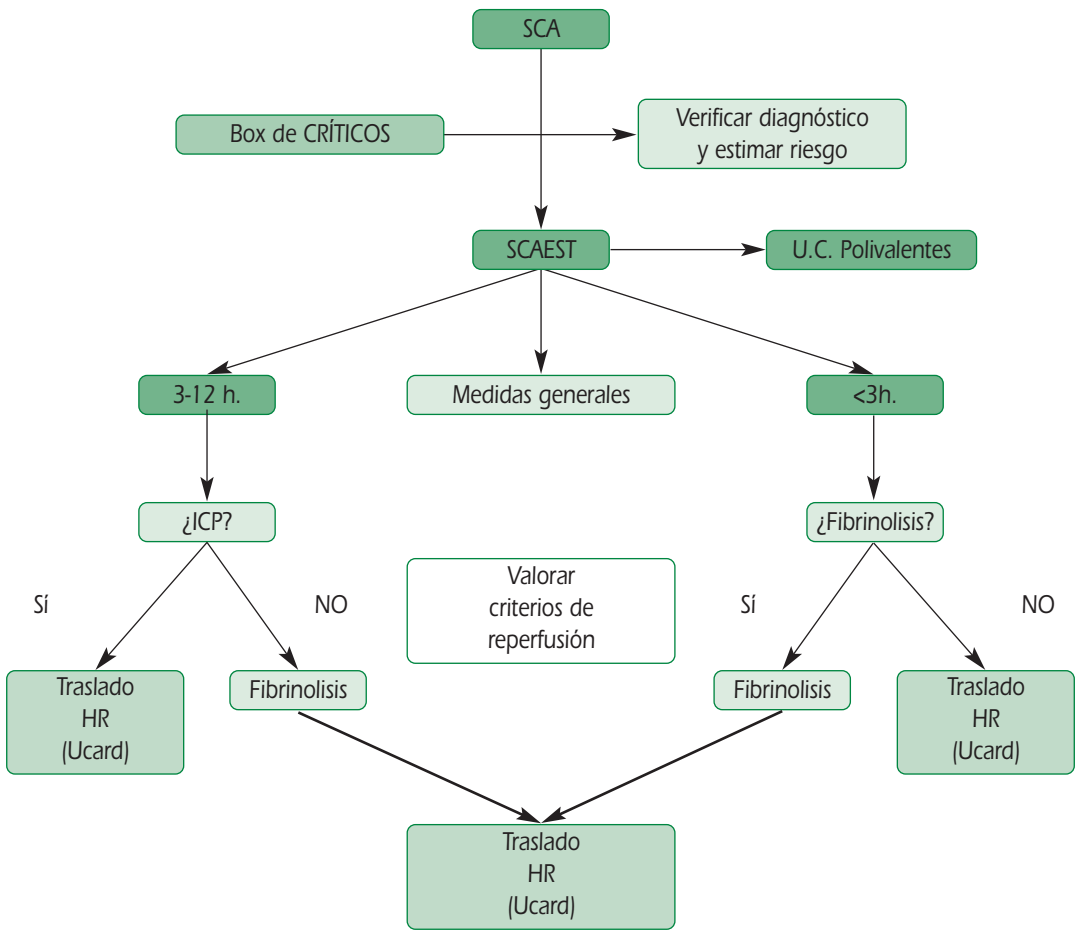 SCA
Box de CRÍTICOS
Verificar diagnóstico
y estimar riesgo
SCAEST
U.C. Polivalentes
3-12 h.
Medidas generales
<3h.
¿ICP?
¿Fibrinolisis?
Sí
NO
Valorar
criterios de
reperfusión
Sí
NO
Traslado
HR
(Ucard)
Fibrinolisis
Fibrinolisis
Traslado
HR
(Ucard)
Traslado
HR
(Ucard)